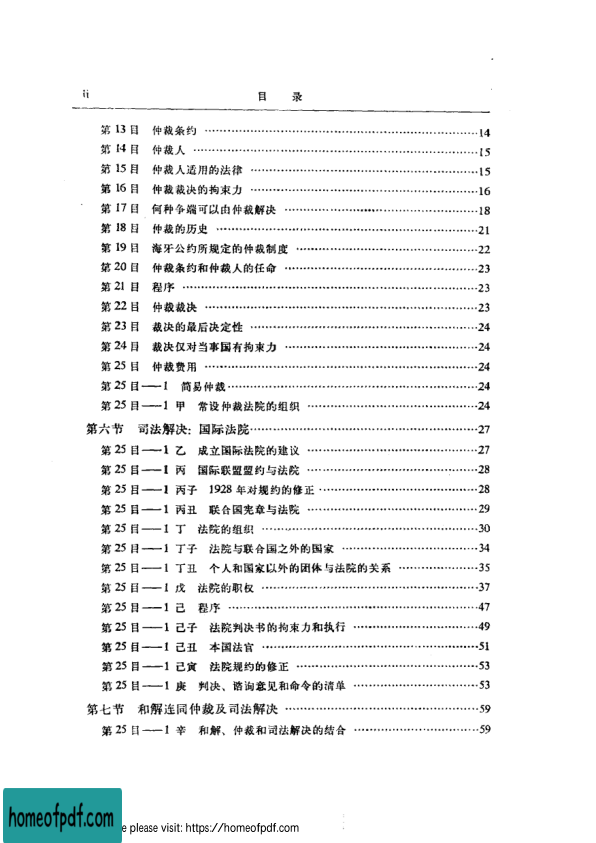 ii 目 录
第 13 目 仲裁条约 ……………………………14
第 14 目 仲裁人 ……………………………15
第 15 目 仲裁人适用的法律 ……………………………15
第 16 目 仲裁裁决的拘束力 ……………………………16
第 17 目 何种争端可以由仲裁解决 ……………………………18
第 18 目 仲裁的历史 ……………………………21
第 19 目 海牙公约所规定的仲裁制度 ……………………………22
第 20 目 仲裁条约和仲裁人的任命 ……………………………23
第 21 目 程序 ……………………………23
第 22 目 仲裁裁决 ……………………………23
第 23 目 裁决的最后决定性 ……………………………24
第 24 目 裁决仅对当事国有拘束力 ……………………………24
第 25 目 仲裁费用 ……………………………24
第 25 目——1 简易仲裁……………………………24
第 25 目——1 甲 常设仲裁法院的组织 ……………………………24
第六节 司法解决：国际法院……………………………27
第 25 目——1 乙 成立国际法院的建议 ……………………………27
第 25 目——1 丙 国际联盟盟约与法院 ……………………………28
第 25 目——1 丙子 1928 年对规约的修正……………………………28
第 25 目——1 丙丑 联合国宪章与法院 ……………………………29
第 25 目——1 丁 法院的组织 ……………………………30
第 25 目——1 丁子 法院与联合国之外的国家 ……………………………34
第 25 目——1 丁丑 个人和国家以外的团体与法院的关系 ……………………………35
第 25 目——1 戊 法院的职权 ……………………………37
第 25 目——1 己 程序 ……………………………47
第 25 目——1 己子 法院判决书的拘束力和执行 ……………………………49
第 25 目——1 己丑 本国法官 ……………………………51
第 25 目——1 己寅 法院规约的修正 ……………………………53
第 25 目——1 庚 判决、谘询意见和命令的清单 ……………………………53
第七节 和解连同仲裁及司法解决 ……………………………59
第 25 目——1 辛 和解、仲裁和司法解决的结合 ……………………………59
homeofpdf.com
e please visit: https://homeofpdf.com